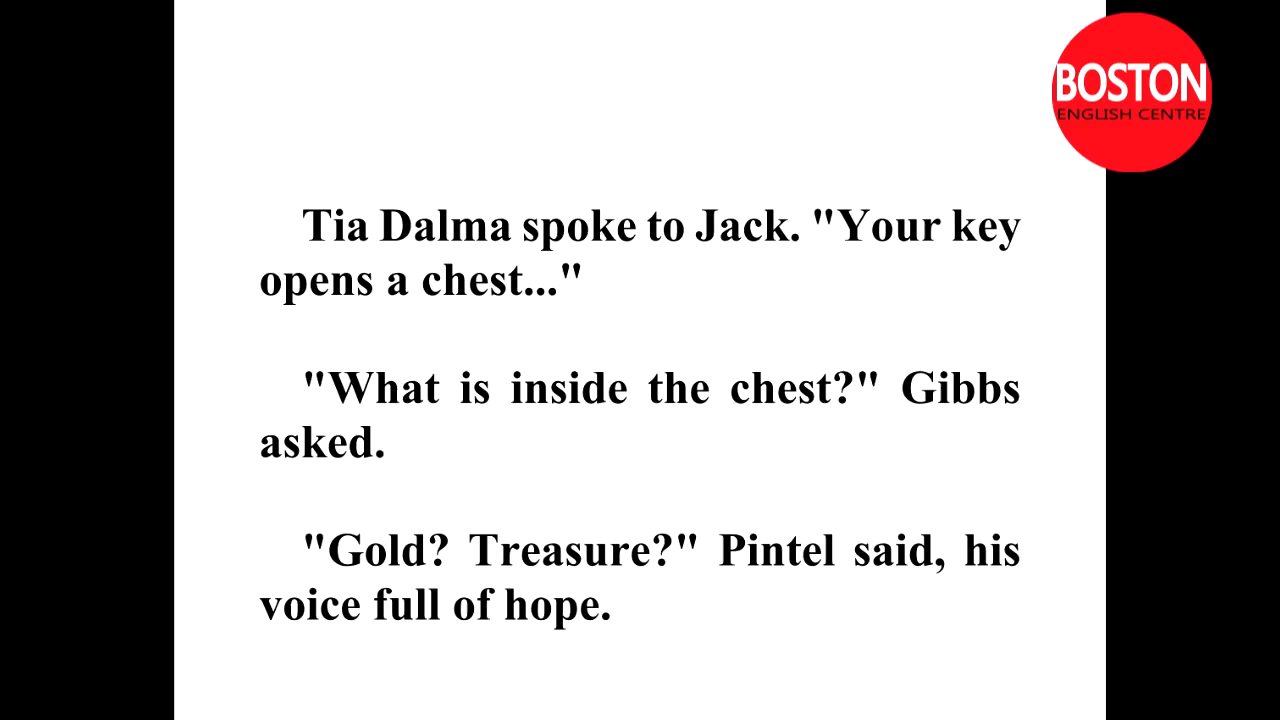 BOSTON
ENGLISH CENTRE
Tia Dalma spoke to Jack. "Your key
opens a chest..."
"What is inside the chest?" Gibbs
asked.
"Gold? Treasure?" Pintel said, his
voice full of hope.